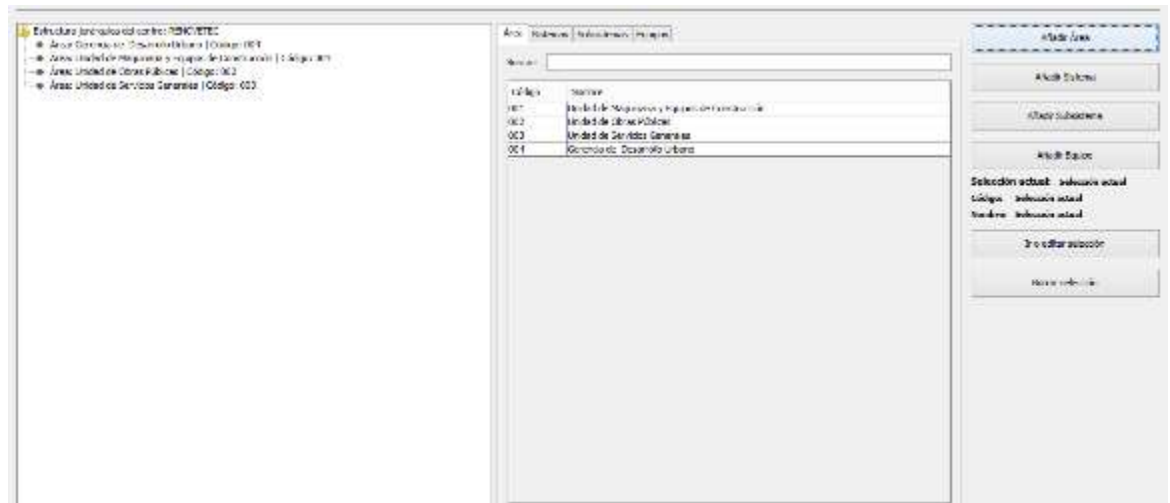 Estructura jerárquica del centro: RENOVETEC
Área: Gerencia de Desarrollo Urbano | Código: 004
Área: Unidad de Maquinaria y Equipos de Construcción | Código: 001
Área: Unidad de Obras Públicas | Código: 002
Área: Unidad de Servicios Generales | Código: 003
Área Sistemas Subsistemas Equipos
Buscar:
Código Nombre
001 Unidad de Maquinaria y Equipos de Construcción
002 Unidad de Obras Públicas
003 Unidad de Servicios Generales
004 Gerencia de Desarrollo Urbano
Añadir Área
Añadir Sistema
Añadir Subsistema
Añadir Equipo
Selección actual: Selección actual
Código: Selección actual
Nombre: Selección actual
Ir a editar selección
Borrar selección